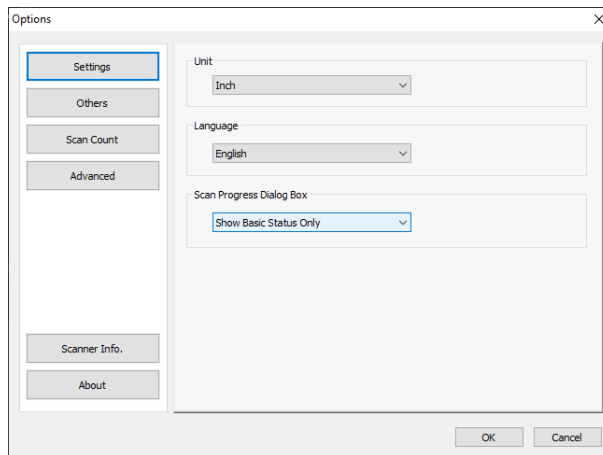 Options
Settings
Others
Scan Count
Advanced
Scanner Info.
About
Unit
Inch
Language
English
Scan Progress Dialog Box
Show Basic Status Only
OK
Cancel